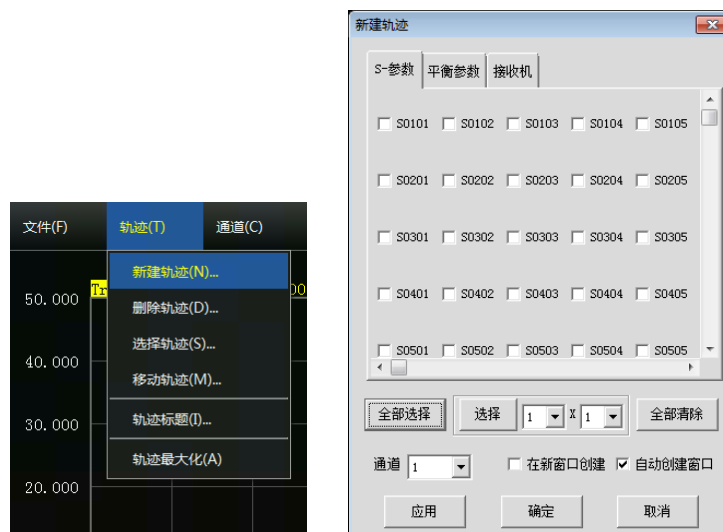 文件(F) 轨迹(T) 通道(C)
新建轨迹(N)...
删除轨迹(D)...
选择轨迹(S)...
移动轨迹(M)...
轨迹标题(I)...
轨迹最大化(A)
Tr
00
50.000
40.000
30.000
20.000
新建轨迹
S-参数 平衡参数 接收机
S0101 S0102 S0103 S0104 S0105
S0201 S0202 S0203 S0204 S0205
S0301 S0302 S0303 S0304 S0305
S0401 S0402 S0403 S0404 S0405
S0501 S0502 S0503 S0504 S0505
全部选择 选择 1 X 1 全部清除
通道 1 在新窗口创建 自动创建窗口
应用 确定 取消